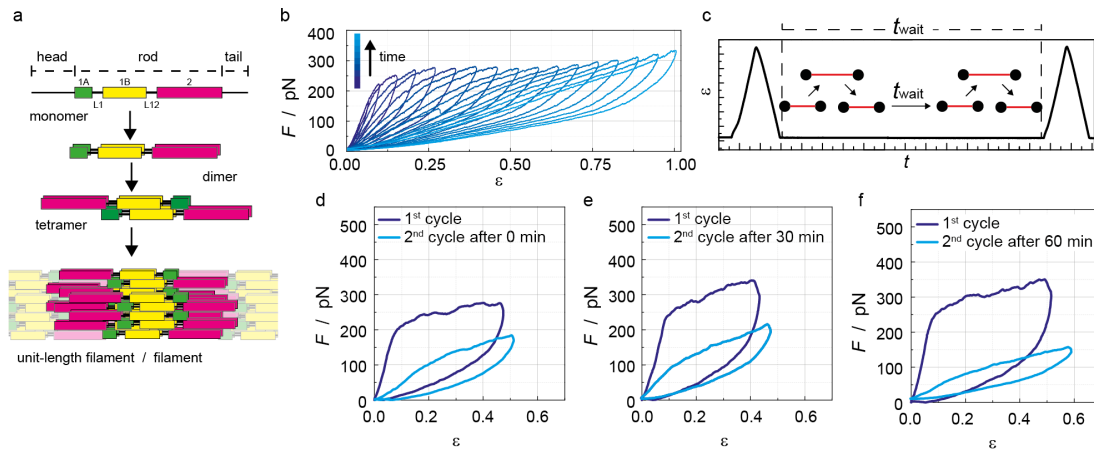 a
head
rod
tail
1A
1B
2
L1
L12
monomer
dimer
tetramer
unit-length filament / filament
b
time
400
300
200
100
0
F / pN
0.00
0.25
0.50
0.75
1.00
ε
c
twait
ε
twait
t
d
1st cycle
2nd cycle after 0 min
500
400
300
200
100
0
F / pN
0.0
0.2
0.4
0.6
ε
e
1st cycle
2nd cycle after 30 min
500
400
300
200
100
0
F / pN
0.0
0.2
0.4
0.6
ε
f
1st cycle
2nd cycle after 60 min
500
400
300
200
100
0
F / pN
0.0
0.2
0.4
0.6
ε